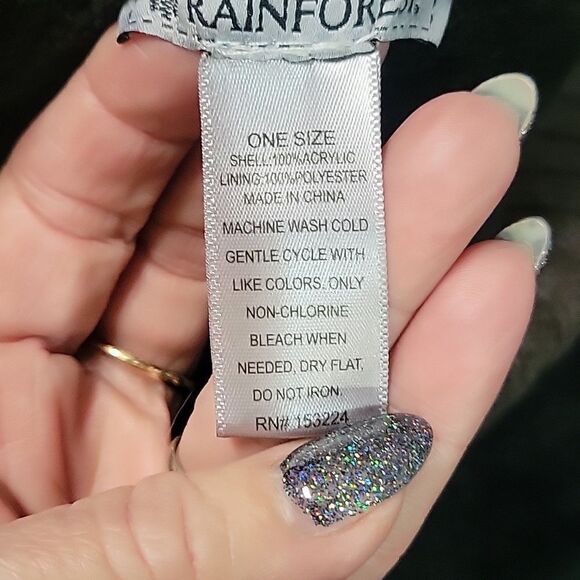 RAINFOREST
ONE SIZE
SHELL:100%ACRYLIC
LINING:100%POLYESTER
MADE IN CHINA
MACHINE WASH COLD
GENTLE CYCLE WITH
LIKE COLORS. ONLY
NON-CHLORINE
BLEACH WHEN
NEEDED, DRY FLAT,
DO NOT IRON.
RN# 153224